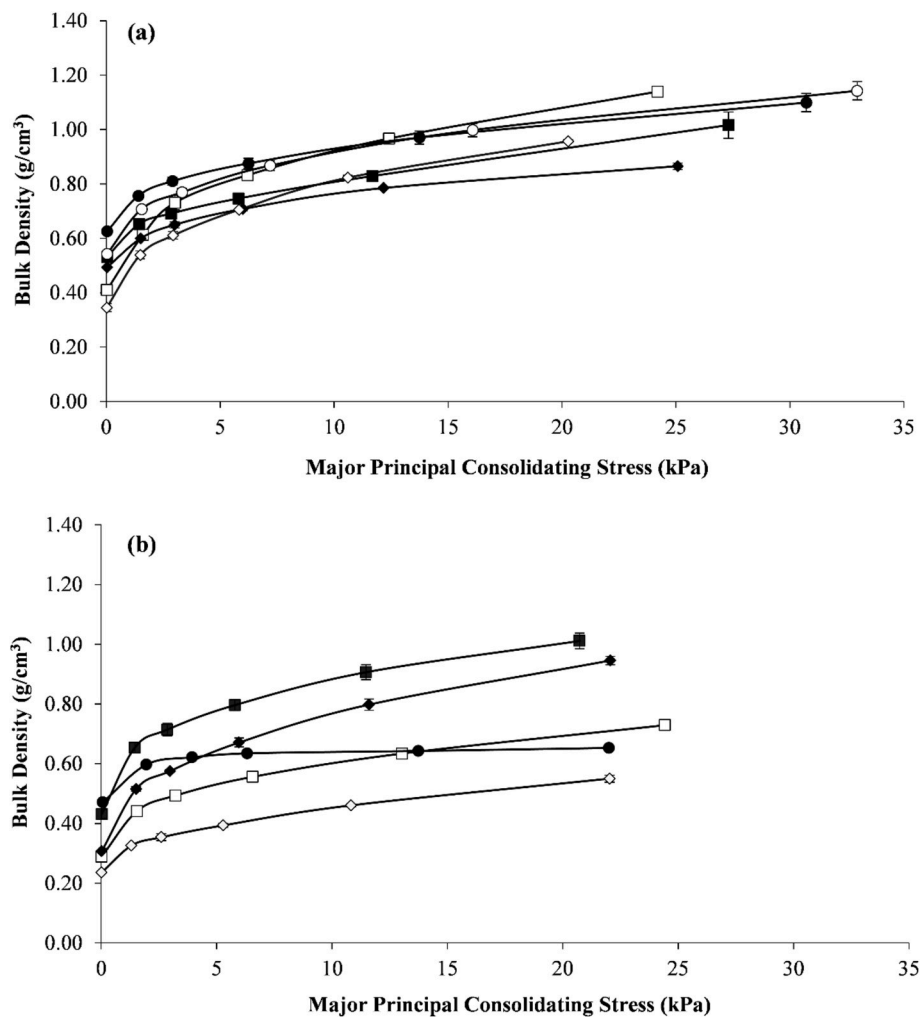 (a)
1.40
1.20
1.00
0.80
0.60
0.40
0.20
0.00
Bulk Density (g/cm³)
0 5 10 15 20 25 30 35
Major Principal Consolidating Stress (kPa)
(b)
1.40
1.20
1.00
0.80
0.60
0.40
0.20
0.00
Bulk Density (g/cm³)
0 5 10 15 20 25 30 35
Major Principal Consolidating Stress (kPa)